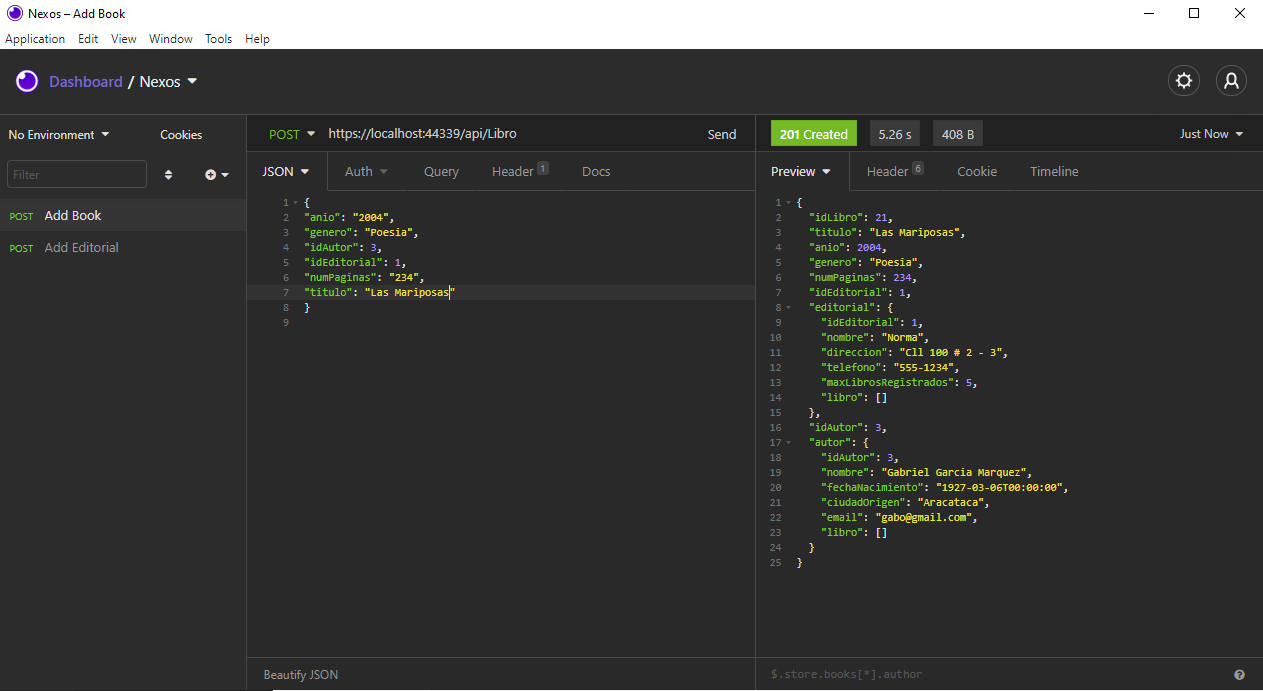 Nexos – Add Book
Application Edit View Window Tools Help
Dashboard / Nexos
No Environment Cookies
Filter
POST Add Book
POST Add Editorial
POST https://localhost:44339/api/Libro Send
JSON Auth Query Header 1 Docs
1 {
2 "anio": "2004",
3 "genero": "Poesia",
4 "idAutor": 3,
5 "idEditorial": 1,
6 "numPaginas": "234",
7 "titulo": "Las Mariposas"
8 }
9
Beautify JSON
201 Created 5.26 s 408 B Just Now
Preview Header 6 Cookie Timeline
1 {
2 "idLibro": 21,
3 "titulo": "Las Mariposas",
4 "anio": 2004,
5 "genero": "Poesia",
6 "numPaginas": 234,
7 "idEditorial": 1,
8 "editorial": {
9 "idEditorial": 1,
10 "nombre": "Norma",
11 "direccion": "Cll 100 # 2 - 3",
12 "telefono": "555-1234",
13 "maxLibrosRegistrados": 5,
14 "libro": []
15 },
16 "idAutor": 3,
17 "autor": {
18 "idAutor": 3,
19 "nombre": "Gabriel Garcia Marquez",
20 "fechaNacimiento": "1927-03-06T00:00:00",
21 "ciudadOrigen": "Aracataca",
22 "email": "gabo@gmail.com",
23 "libro": []
24 }
25 }
$.store.books[*].author